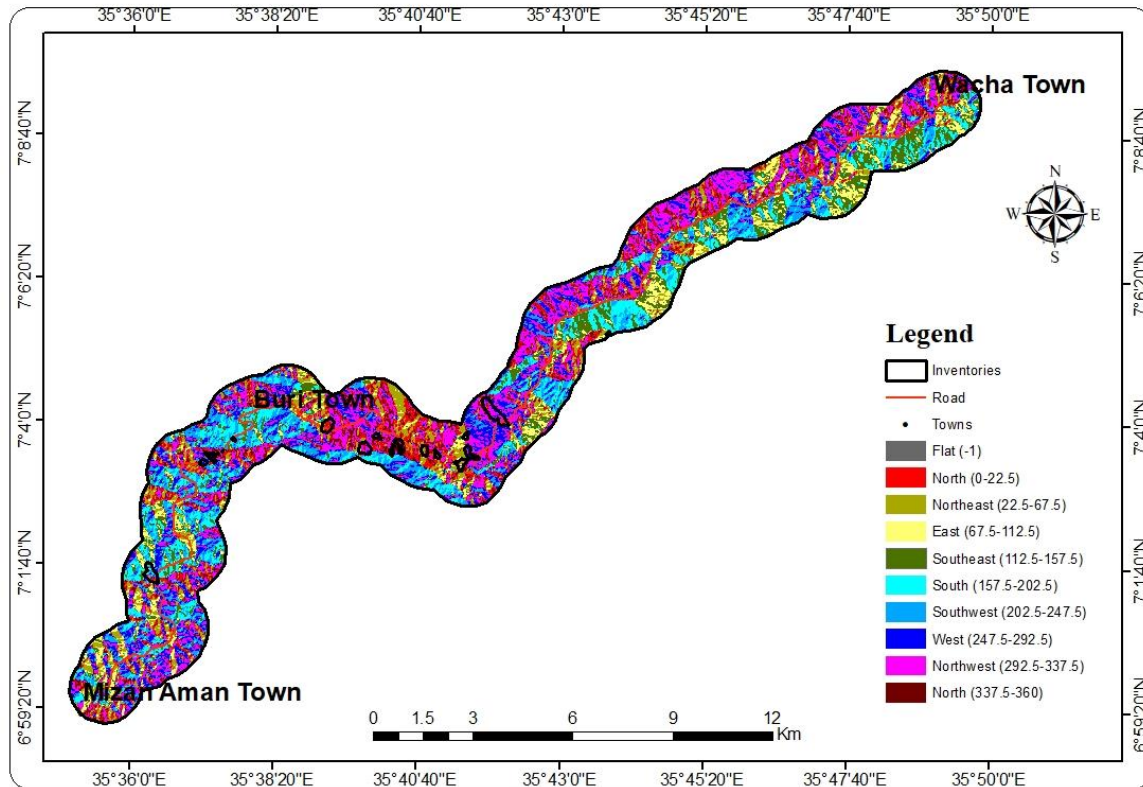 35°36'0"E 35°38'20"E 35°40'40"E 35°43'0"E 35°45'20"E 35°47'40"E 35°50'0"E
Wacha Town
7°8'40"N 7°8'40"N
N
W E
S
7°6'20"N 7°6'20"N
Legend
Inventories
Road
Buri Town
7°4'0"N 7°4'0"N
Towns
Flat (-1)
North (0-22.5)
Northeast (22.5-67.5)
East (67.5-112.5)
Southeast (112.5-157.5)
7°1'40"N 7°1'40"N
South (157.5-202.5)
Southwest (202.5-247.5)
West (247.5-292.5)
Northwest (292.5-337.5)
North (337.5-360)
Mizan Aman Town
6°59'20"N 6°59'20"N
0 1.5 3 6 9 12
Km
35°36'0"E 35°38'20"E 35°40'40"E 35°43'0"E 35°45'20"E 35°47'40"E 35°50'0"E